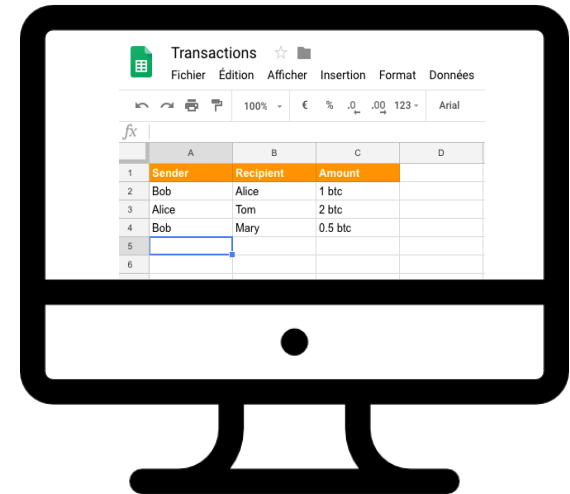 Transactions
Fichier Édition Afficher Insertion Format Données
100% € % .0 .00 123 Arial
fx
A B C D
1 Sender Recipient Amount
2 Bob Alice 1 btc
3 Alice Tom 2 btc
4 Bob Mary 0.5 btc
5
6